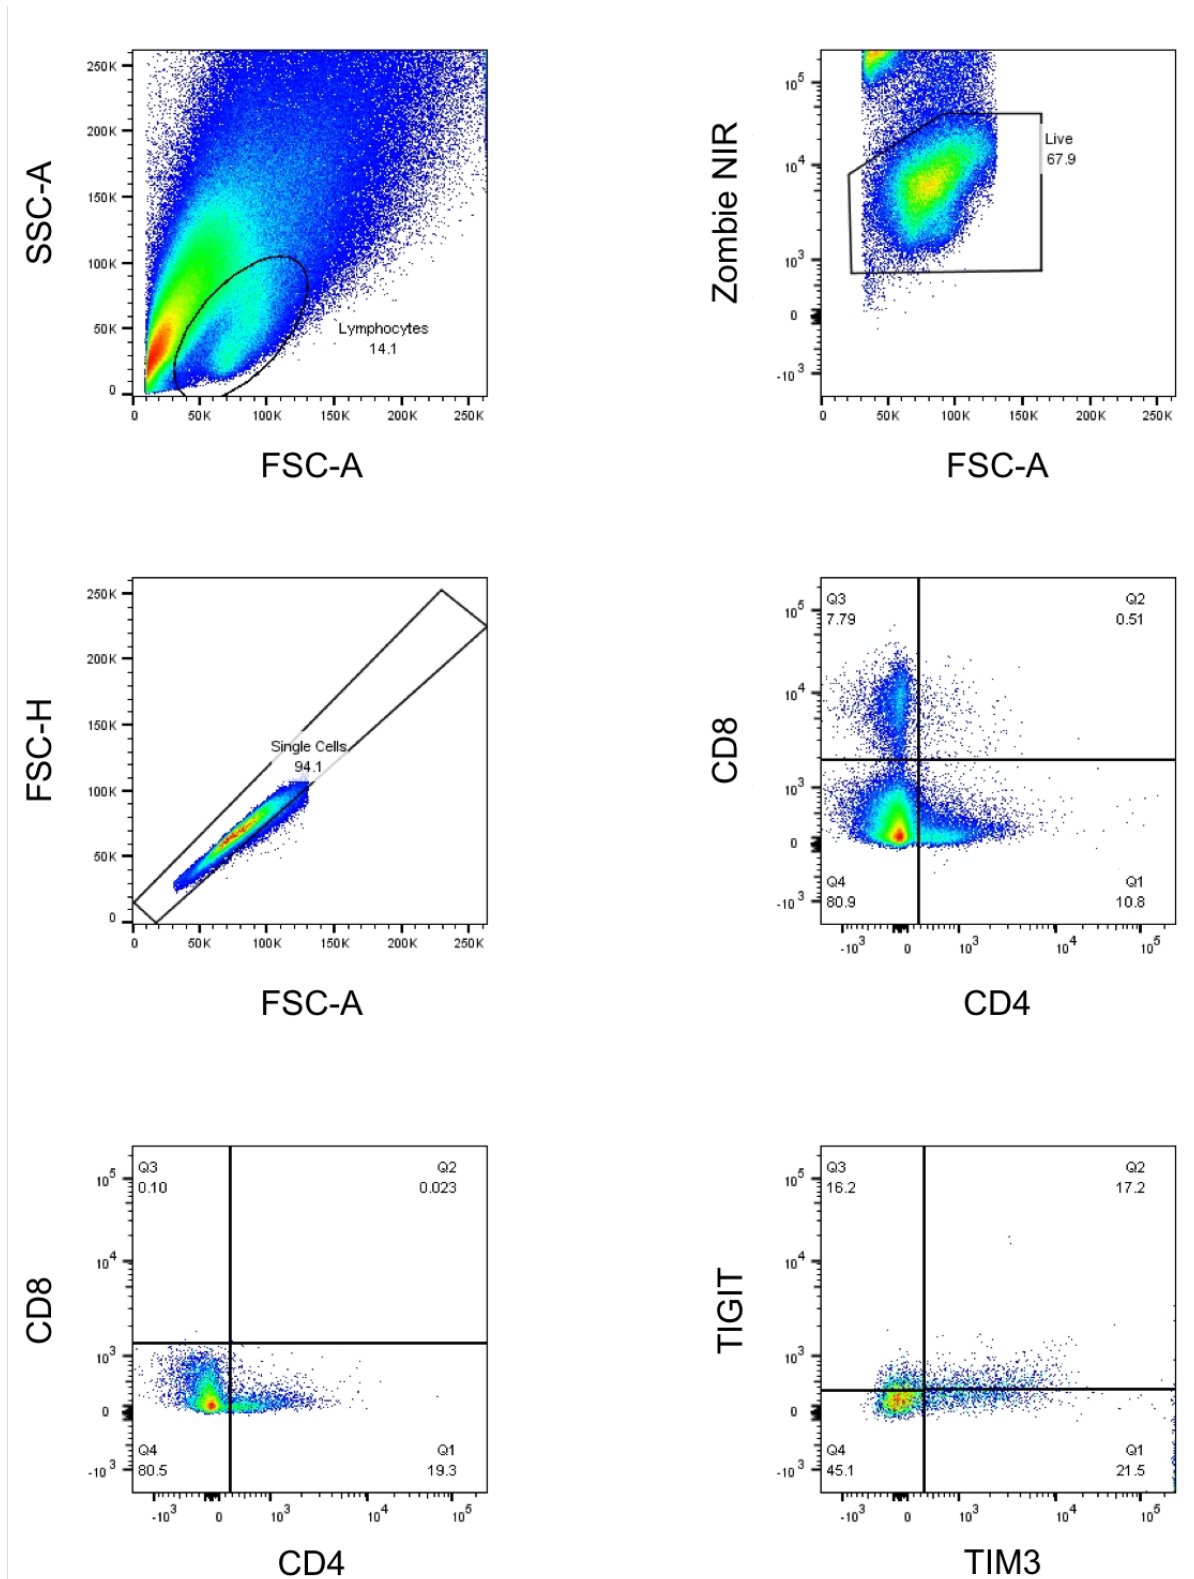 SSC-A
250K
200K
150K
100K
50K
0
Lymphocytes
14.1
0 50K 100K 150K 200K 250K
FSC-A
Zombie NIR
10^5
10^4
10^3
0
-10^3
Live
67.9
0 50K 100K 150K 200K 250K
FSC-A
FSC-H
250K
200K
150K
100K
50K
0
Single Cells
94.1
0 50K 100K 150K 200K 250K
FSC-A
CD8
10^5
10^4
10^3
0
-10^3
Q3 Q2
7.79 0.51
Q4 Q1
80.9 10.8
-10^3 0 10^3 10^4 10^5
CD4
CD8
10^5
10^4
10^3
0
-10^3
Q3 Q2
0.10 0.023
Q4 Q1
80.5 19.3
-10^3 0 10^3 10^4 10^5
CD4
TIGIT
10^5
10^4
10^3
0
-10^3
Q3 Q2
16.2 17.2
Q4 Q1
45.1 21.5
-10^3 0 10^3 10^4 10^5
TIM3